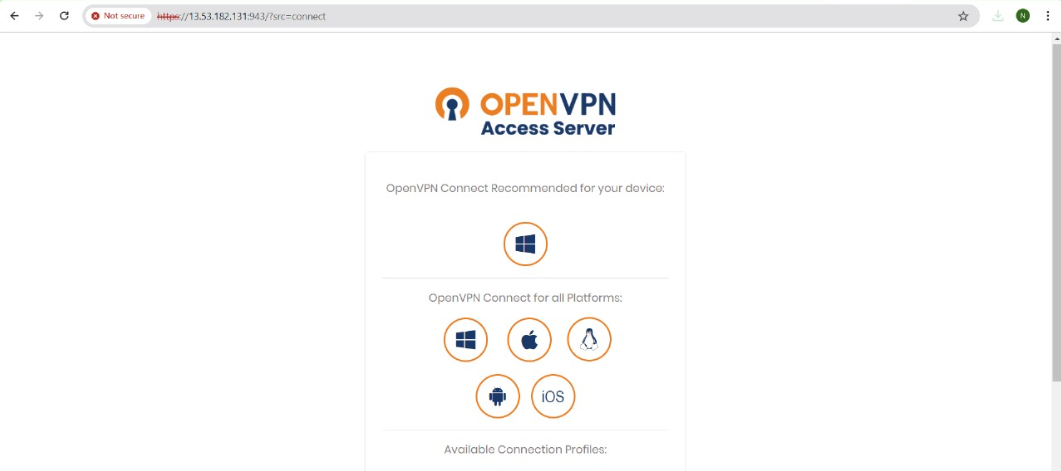 Not secure https://13.53.182.131:943/?src=connect
N
OPENVPN
Access Server
OpenVPN Connect Recommended for your device:
OpenVPN Connect for all Platforms:
iOS
Available Connection Profiles: